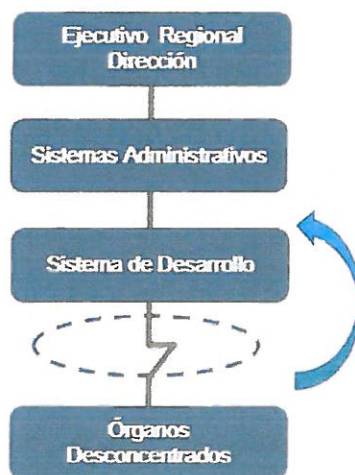 Ejecutivo Regional
Dirección
Sistemas Administrativos
Sistema de Desarrollo
Órganos
Desconcentrados